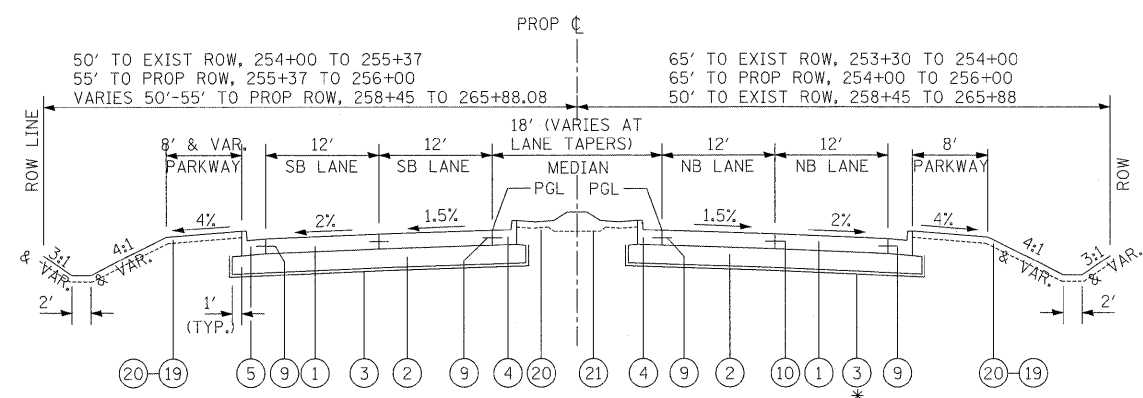 PROP ℄
50' TO EXIST ROW, 254+00 TO 255+37
55' TO PROP ROW, 255+37 TO 256+00
VARIES 50'-55' TO PROP ROW, 258+45 TO 265+88.08
65' TO EXIST ROW, 253+30 TO 254+00
65' TO PROP ROW, 254+00 TO 256+00
50' TO EXIST ROW, 258+45 TO 265+88
ROW LINE
8' & VAR.
PARKWAY
12'
SB LANE
12'
SB LANE
18' (VARIES AT
LANE TAPERS)
MEDIAN
12'
NB LANE
12'
NB LANE
8'
PARKWAY
ROW
PGL
PGL
4%
2%
1.5%
1.5%
2%
4%
3:1
& VAR.
4:1
& VAR.
4:1
& VAR.
3:1
& VAR.
2'
1'
(TYP.)
2'
20 19 5 9 1 3 2 9 4 20 21 4 9 2 10 1 3 9 20 19
*